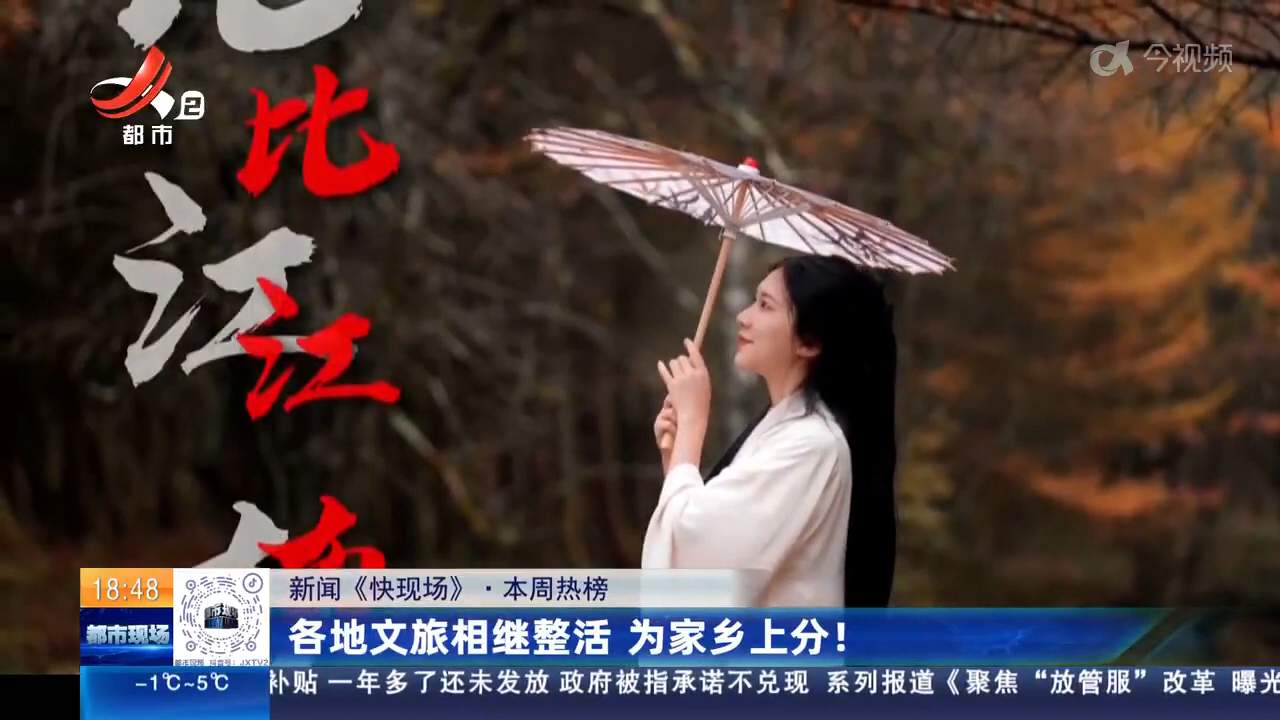 比
江
江
都市
2
今视频
18:48
新闻《快现场》·本周热榜
都市现场
各地文旅相继整活 为家乡上分！
-1℃~5℃
补贴 一年多了还未发放 政府被指承诺不兑现 系列报道《聚焦“放管服”改革 曝光